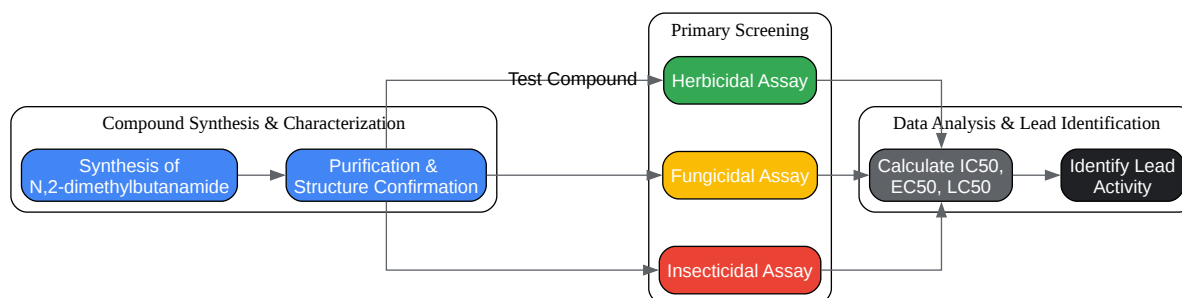 Primary Screening
Test Compound
Herbicidal Assay
Compound Synthesis & Characterization
Data Analysis & Lead Identification
Synthesis of
N,2-dimethylbutanamide
Purification &
Structure Confirmation
Fungicidal Assay
Calculate IC50,
EC50, LC50
Identify Lead
Activity
Insecticidal Assay